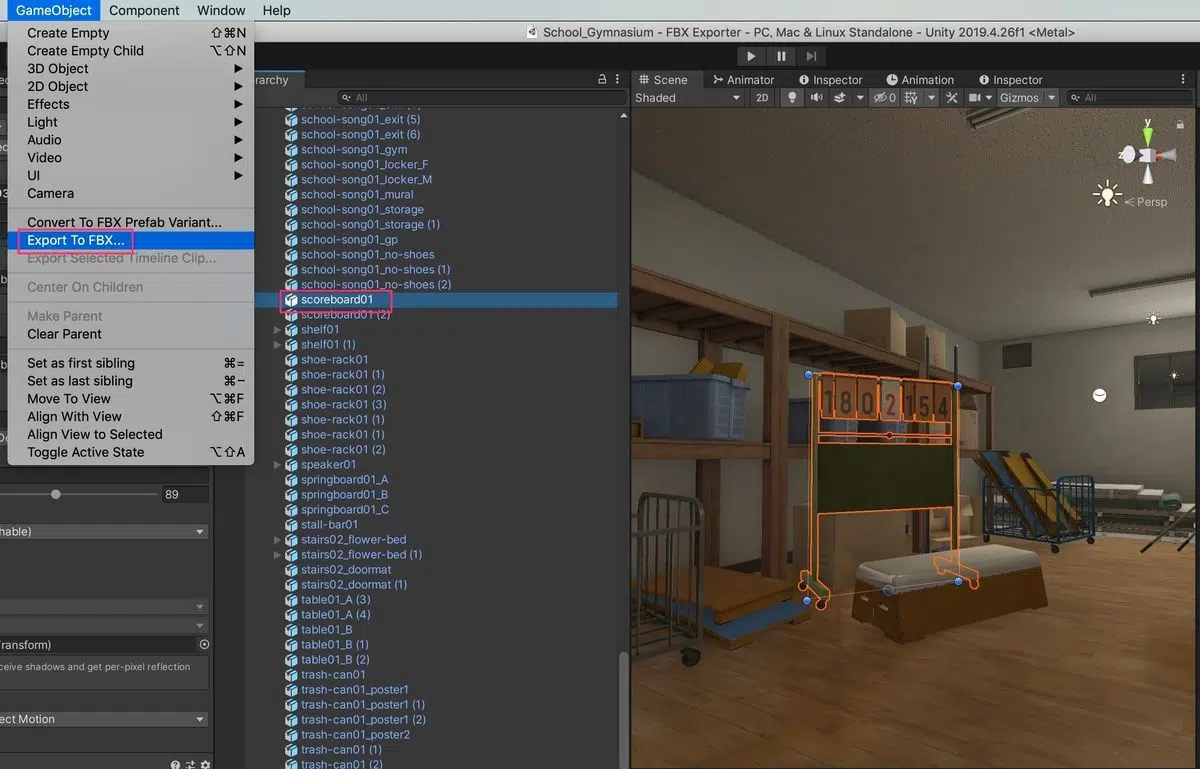 GameObject Component Window Help
Create Empty ⇧⌘N
Create Empty Child ⌥⇧N
3D Object
2D Object
Effects
Light
Audio
Video
UI
Camera
Convert To FBX Prefab Variant...
Export To FBX...
Export Selected Timeline Clip...
Center On Children
Make Parent
Clear Parent
Set as first sibling ⌘=
Set as last sibling ⌘-
Move To View ⌥⌘F
Align With View ⇧⌘F
Align View to Selected
Toggle Active State ⌥⇧A
89
hable)
ransform)
ceive shadows and get per-pixel reflection
ect Motion
School_Gymnasium - FBX Exporter - PC, Mac & Linux Standalone - Unity 2019.4.26f1 <Metal>
rarchy
All
school-song01_exit (5)
school-song01_exit (6)
school-song01_gym
school-song01_locker_F
school-song01_locker_M
school-song01_mural
school-song01_storage
school-song01_storage (1)
school-song01_gp
school-song01_no-shoes
school-song01_no-shoes (1)
school-song01_no-shoes (2)
scoreboard01
scoreboard01 (2)
shelf01
shelf01 (1)
shoe-rack01
shoe-rack01 (1)
shoe-rack01 (2)
shoe-rack01 (3)
shoe-rack01 (1)
shoe-rack01 (1)
shoe-rack01 (2)
speaker01
springboard01_A
springboard01_B
springboard01_C
stall-bar01
stairs02_flower-bed
stairs02_flower-bed (1)
stairs02_doormat
stairs02_doormat (1)
table01_A (3)
table01_A (4)
table01_B
table01_B (1)
table01_B (2)
trash-can01
trash-can01_poster1
trash-can01_poster1 (1)
trash-can01_poster1 (2)
trash-can01_poster2
trash-can01 (1)
trash-can01 (2)
Scene Animator Inspector Animation Inspector
Shaded 2D 0 Gizmos All
y
z
Persp
180 2 154